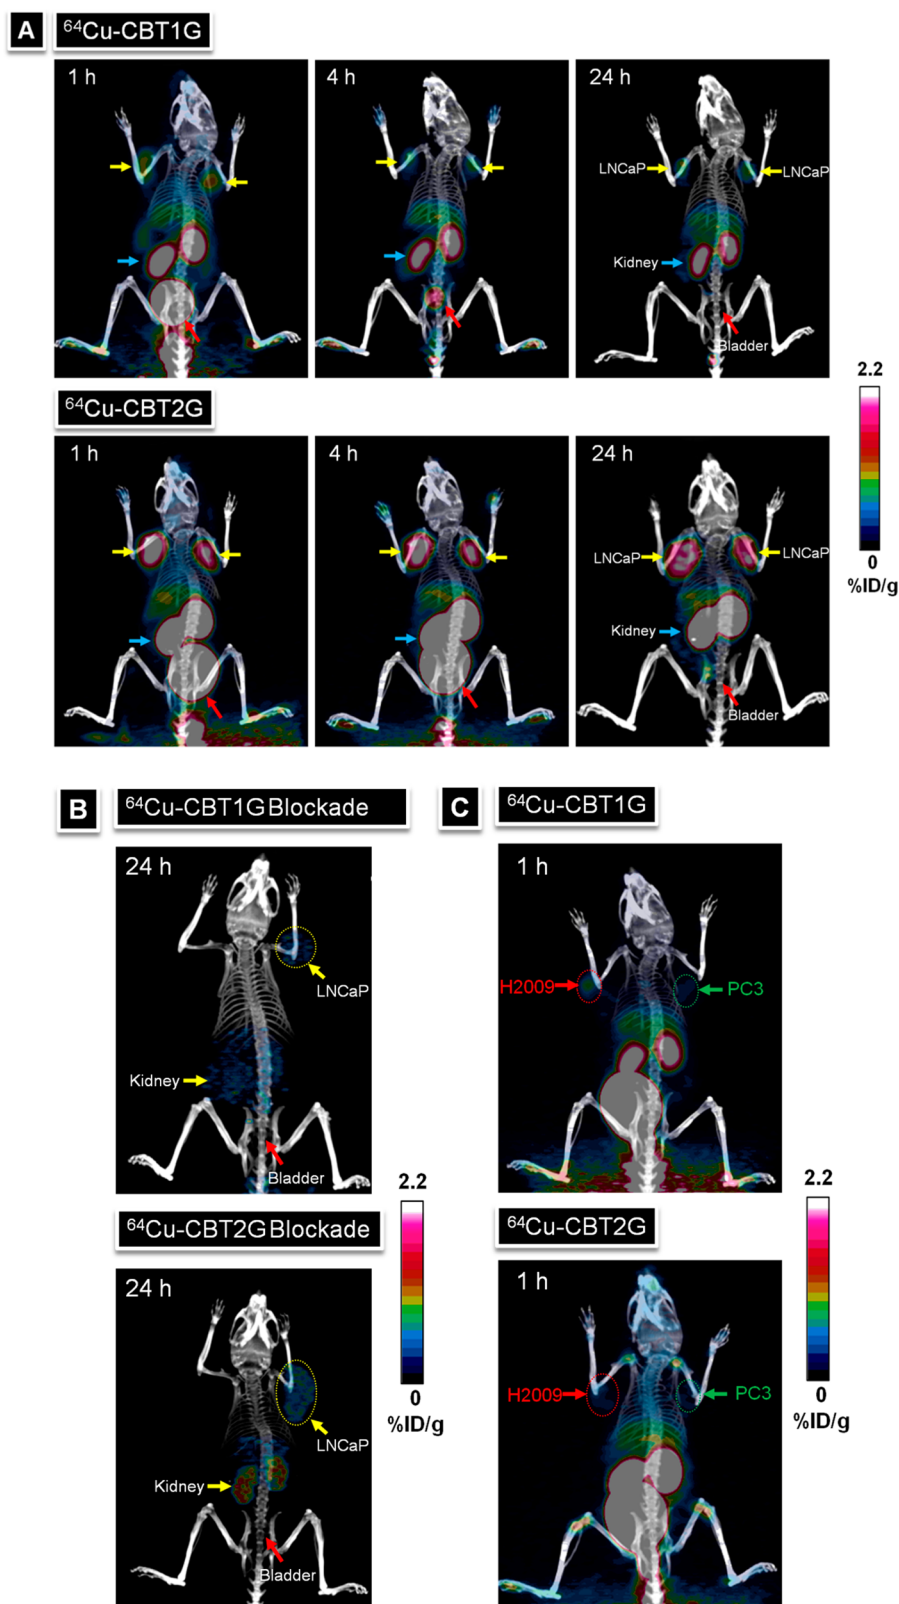 A
⁶⁴Cu-CBT1G
1 h
4 h
24 h
LNCaP
LNCaP
Kidney
Bladder
⁶⁴Cu-CBT2G
1 h
4 h
24 h
LNCaP
LNCaP
Kidney
Bladder
2.2
0
%ID/g
B
⁶⁴Cu-CBT1G Blockade
24 h
LNCaP
Kidney
Bladder
⁶⁴Cu-CBT2G Blockade
24 h
LNCaP
Kidney
Bladder
2.2
0
%ID/g
C
⁶⁴Cu-CBT1G
1 h
H2009
PC3
⁶⁴Cu-CBT2G
1 h
H2009
PC3
2.2
0
%ID/g